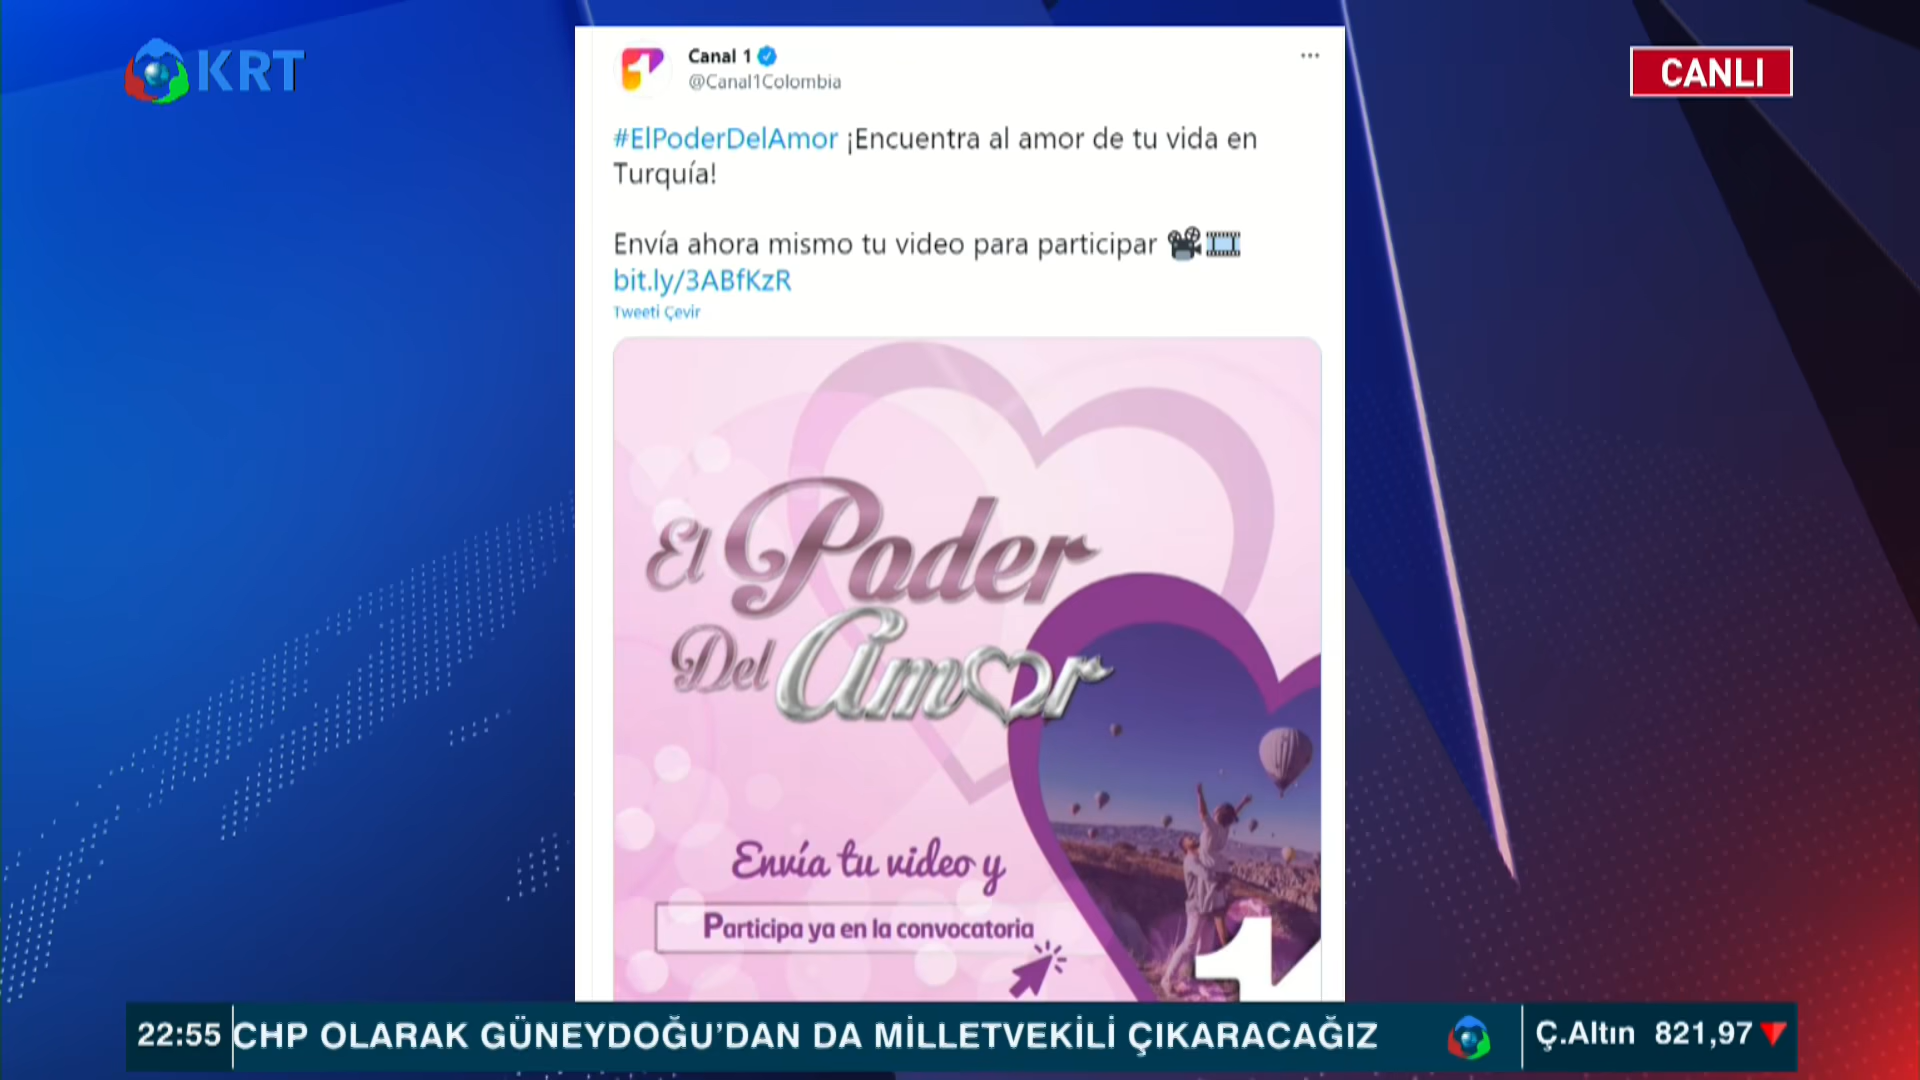 KRT
CANLI
Canal 1
@Canal1Colombia
#ElPoderDelAmor ¡Encuentra al amor de tu vida en
Turquía!
Envía ahora mismo tu video para participar
bit.ly/3ABfKzR
Tweeti Çevir
El Poder
Del Amor
Envía tu video y
Participa ya en la convocatoria
1
22:55 CHP OLARAK GÜNEYDOĞU'DAN DA MİLLETVEKİLİ ÇIKARACAĞIZ
Ç.Altın 821,97